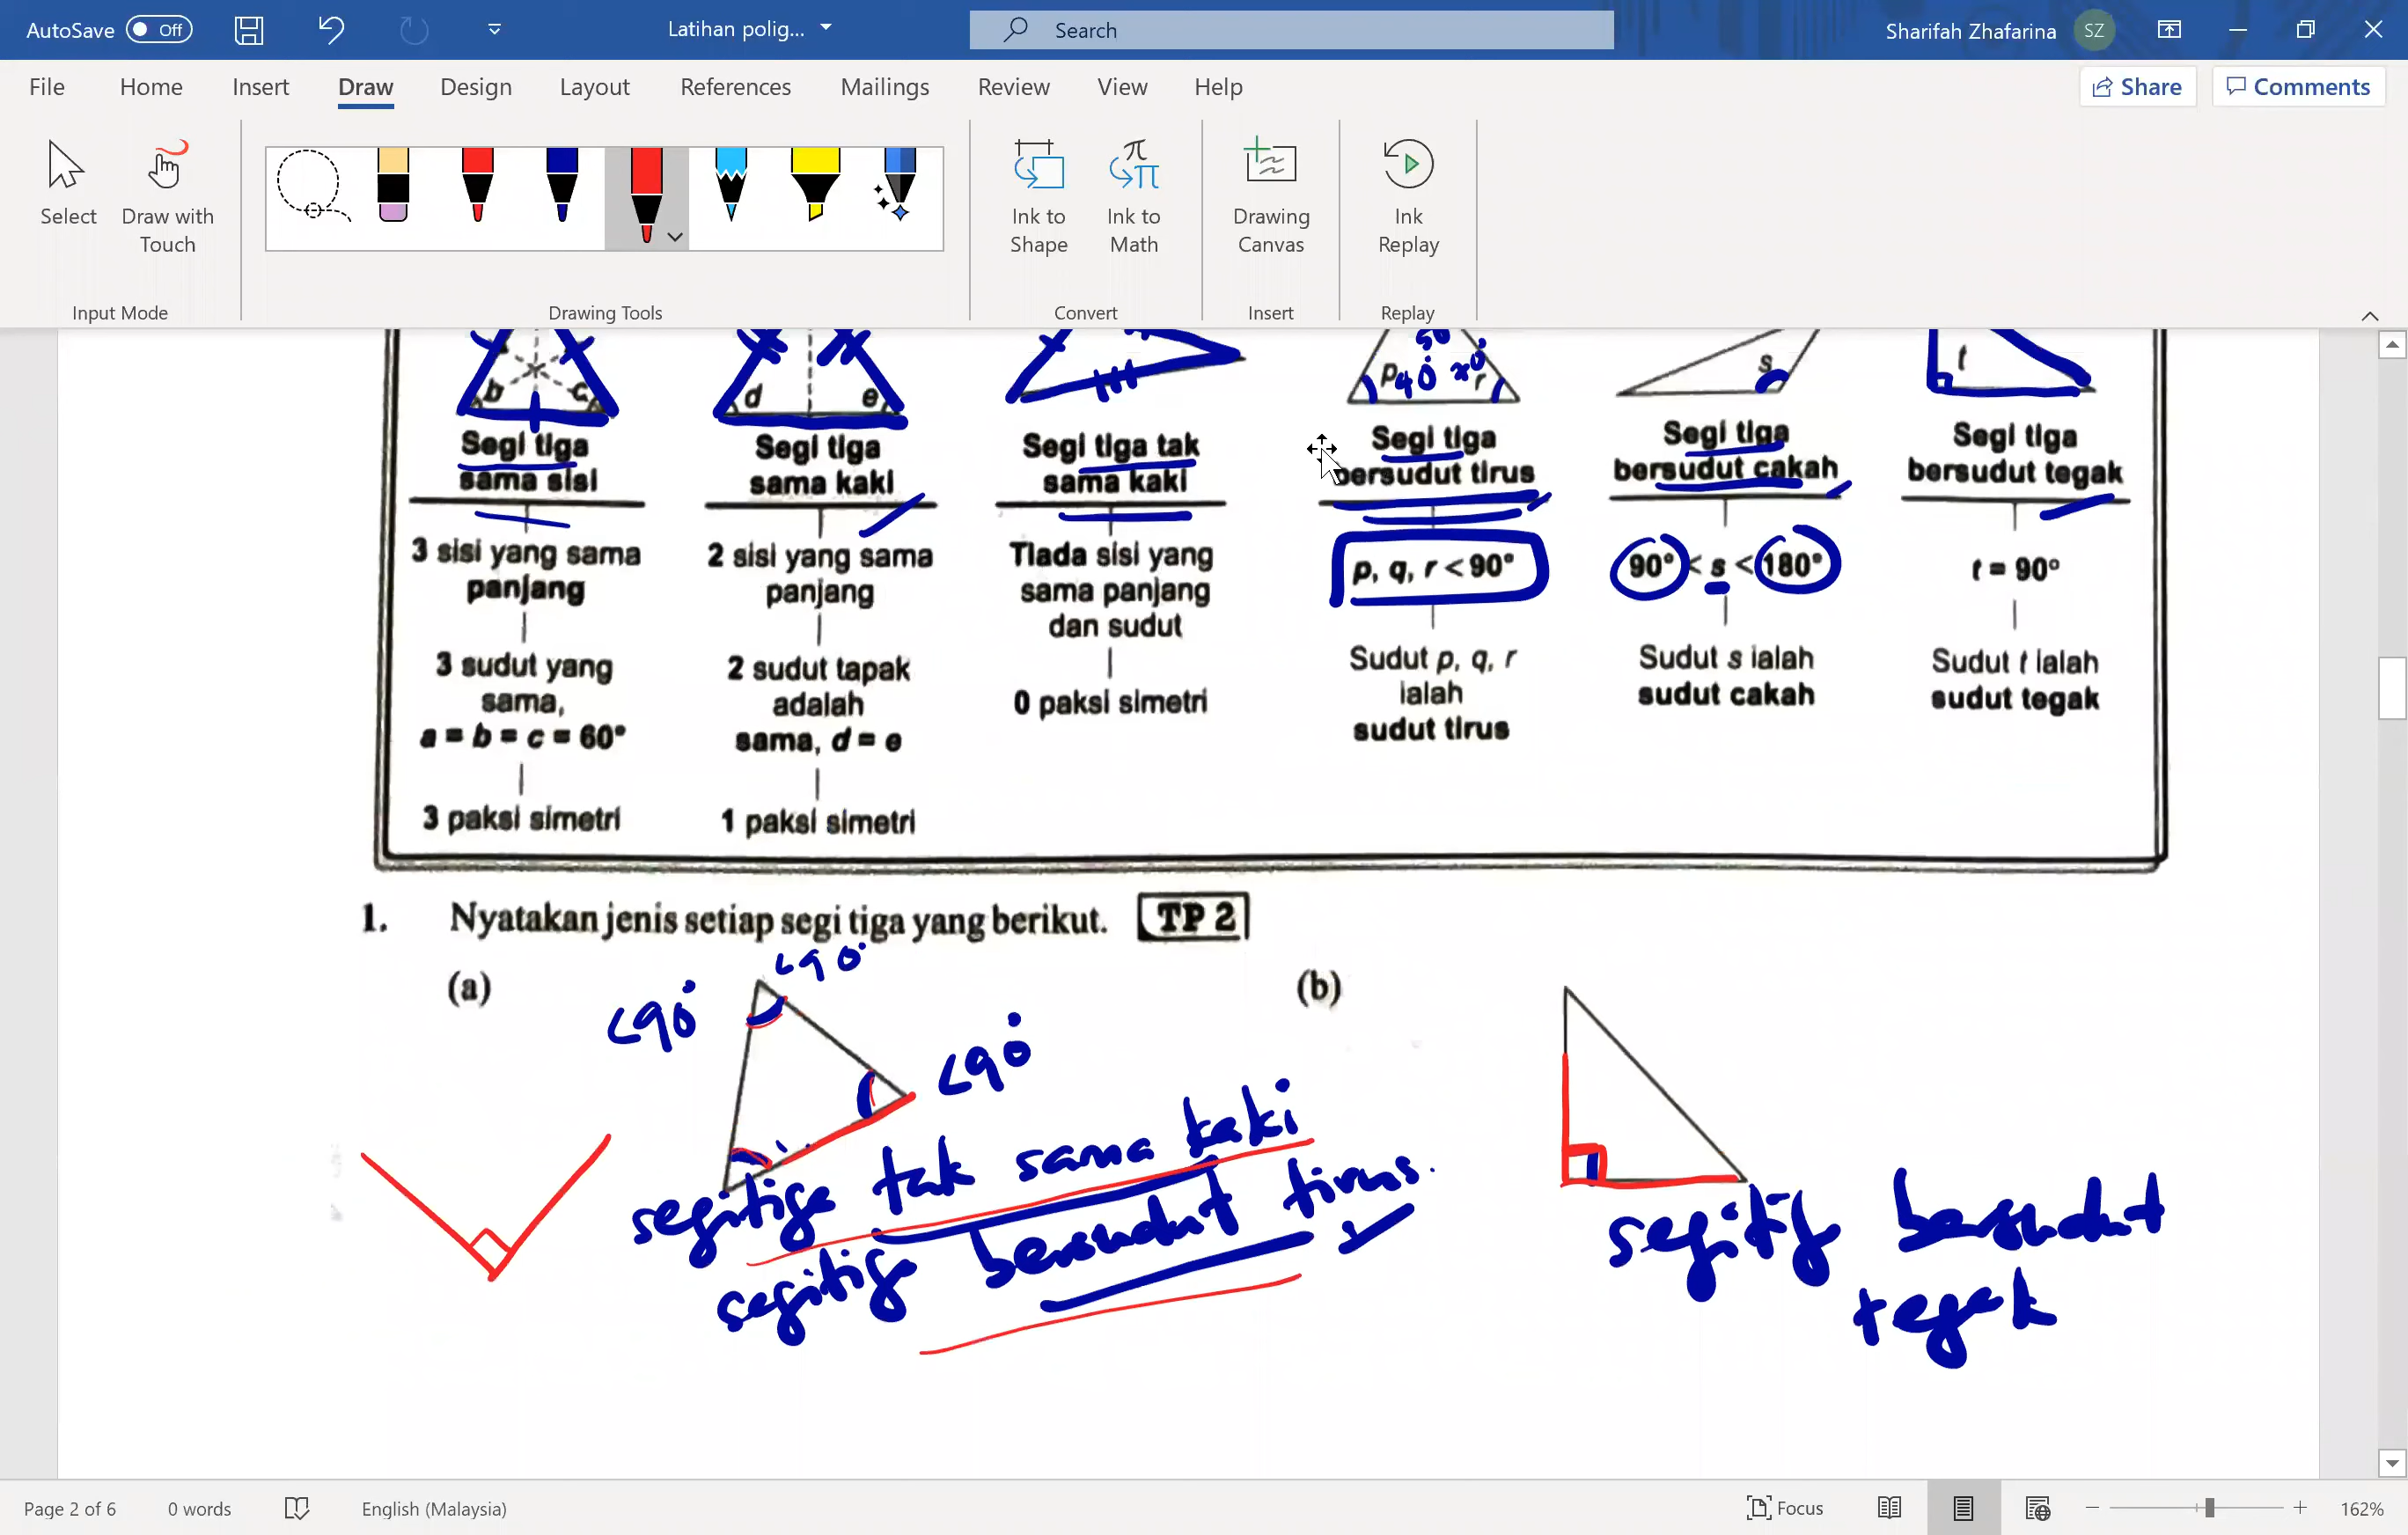 AutoSave Off Latihan polig... Search Sharifah Zhafarina SZ
File Home Insert Draw Design Layout References Mailings Review View Help Share Comments
Select Draw with Touch
Ink to Shape Ink to Math Drawing Canvas Ink Replay
Input Mode Drawing Tools Convert Insert Replay
b c d e p 40 r s t
50 x°
Segi tiga sama sisi
3 sisi yang sama panjang
3 sudut yang sama,
a = b = c = 60°
3 paksi simetri
Segi tiga sama kaki
2 sisi yang sama panjang
2 sudut tapak adalah sama, d = e
1 paksi simetri
Segi tiga tak sama kaki
Tiada sisi yang sama panjang dan sudut
0 paksi simetri
Segi tiga bersudut tirus
p, q, r < 90°
Sudut p, q, r ialah sudut tirus
Segi tiga bersudut cakah
90° < s < 180°
Sudut s ialah sudut cakah
Segi tiga bersudut tegak
t = 90°
Sudut t ialah sudut tegak
1. Nyatakan jenis setiap segi tiga yang berikut. TP 2
(a)
<90°
<90°
<90°
segitiga tak sama kaki
segitiga bersudut tirus.
(b)
segitig bersudut
tegak
Page 2 of 6 0 words English (Malaysia) Focus 162%